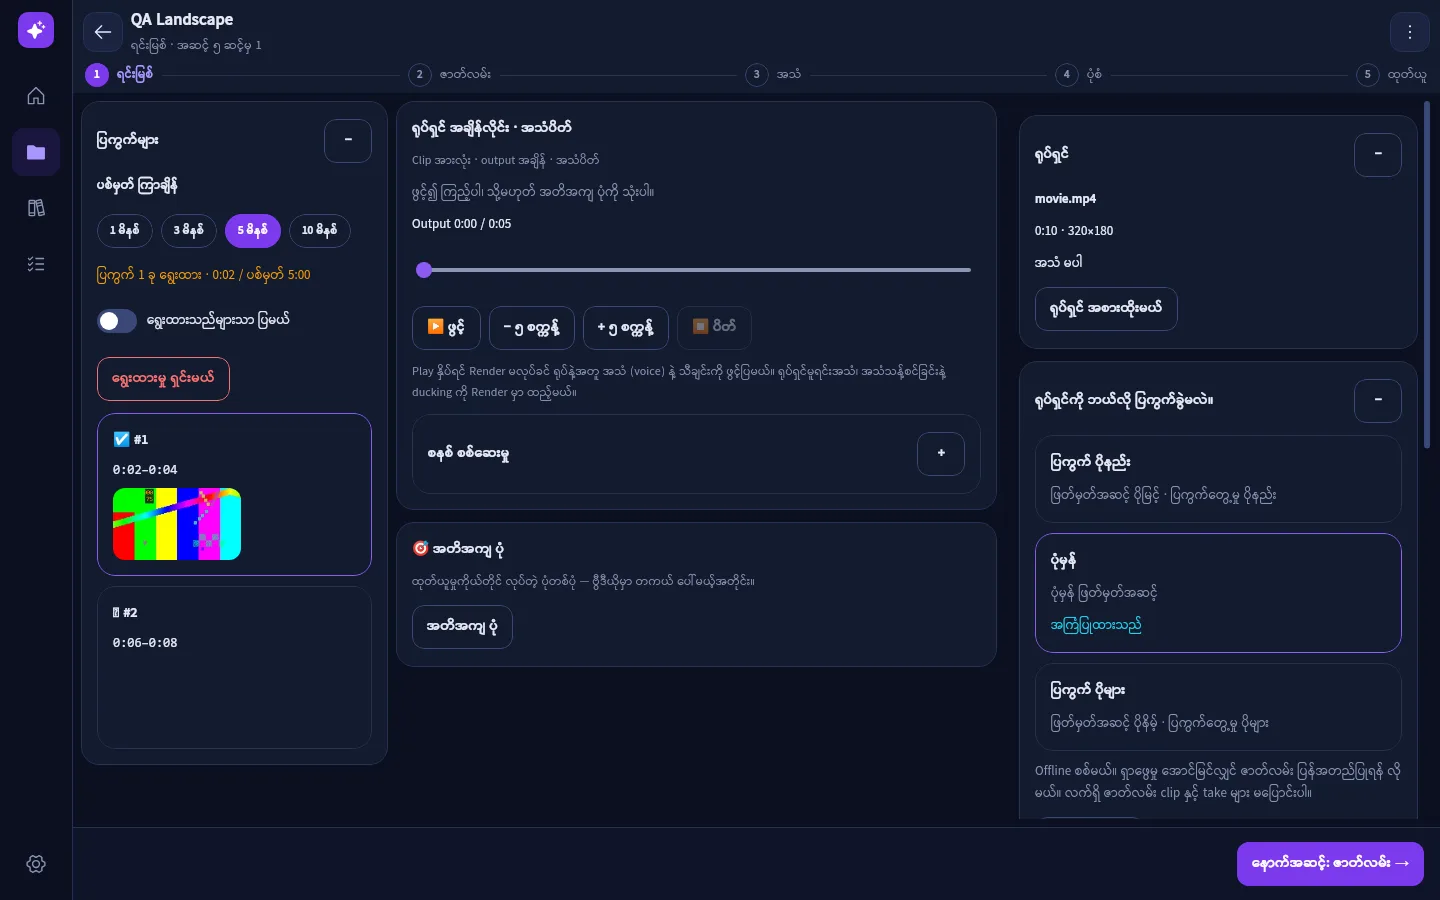 QA Landscape
ရင်းမြစ် · အဆင့် ၅ ဆင့်မှ 1
1 ရင်းမြစ်
2 ဇာတ်လမ်း
3 အသံ
4 ပုံစံ
5 ထုတ်ယူ
ပြကွက်များ
−
ပစ်မှတ် ကြာချိန်
1 မိနစ်
3 မိနစ်
5 မိနစ်
10 မိနစ်
ပြကွက် 1 ခု ရွေးထား · 0:02 / ပစ်မှတ် 5:00
ရွေးထားသည်များသာ ပြမယ်
ရွေးထားမှု ရှင်းမယ်
#1
0:02–0:04
#2
0:06–0:08
ရုပ်ရှင် အချိန်လိုင်း · အသံပိတ်
Clip အားလုံး · output အချိန် · အသံပိတ်
ဖွင့်၍ ကြည့်ပါ၊ သို့မဟုတ် အတိအကျ ပုံကို သုံးပါ။
Output 0:00 / 0:05
ဖွင့်
− ၅ စက္ကန့်
+ ၅ စက္ကန့်
ပိတ်
Play နှိပ်ရင် Render မလုပ်ခင် ရုပ်နဲ့အတူ အသံ (voice) နဲ့ သီချင်းကို ဖွင့်ပြမယ်။ ရုပ်ရှင်မူရင်းအသံ၊ အသံသန့်စင်ခြင်းနဲ့
ducking ကို Render မှာ ထည့်မယ်။
စနစ် စစ်ဆေးမှု
+
🎯 အတိအကျ ပုံ
ထုတ်ယူမှုကိုယ်တိုင် လုပ်တဲ့ ပုံတစ်ပုံ — ဗွီဒီယိုမှာ တကယ် ပေါ်မယ့်အတိုင်း။
အတိအကျ ပုံ
ရုပ်ရှင်
−
movie.mp4
0:10 · 320×180
အသံ မပါ
ရုပ်ရှင် အစားထိုးမယ်
ရုပ်ရှင်ကို ဘယ်လို ပြကွက်ခွဲမလဲ။
−
ပြကွက် ပိုနည်း
ဖြတ်မှတ်အဆင့် ပိုမြင့် · ပြကွက်တွေ့မှု ပိုနည်း
ပုံမှန်
ပုံမှန် ဖြတ်မှတ်အဆင့်
အကြံပြုထားသည်
ပြကွက် ပိုများ
ဖြတ်မှတ်အဆင့် ပိုနိမ့် · ပြကွက်တွေ့မှု ပိုများ
Offline စစ်မယ်။ ရှာဖွေမှု အောင်မြင်လျှင် ဇာတ်လမ်း ပြန်အတည်ပြုရန် လို
မယ်။ လက်ရှိ ဇာတ်လမ်း clip နှင့် take များ မပြောင်းပါ။
နောက်အဆင့်: ဇာတ်လမ်း →